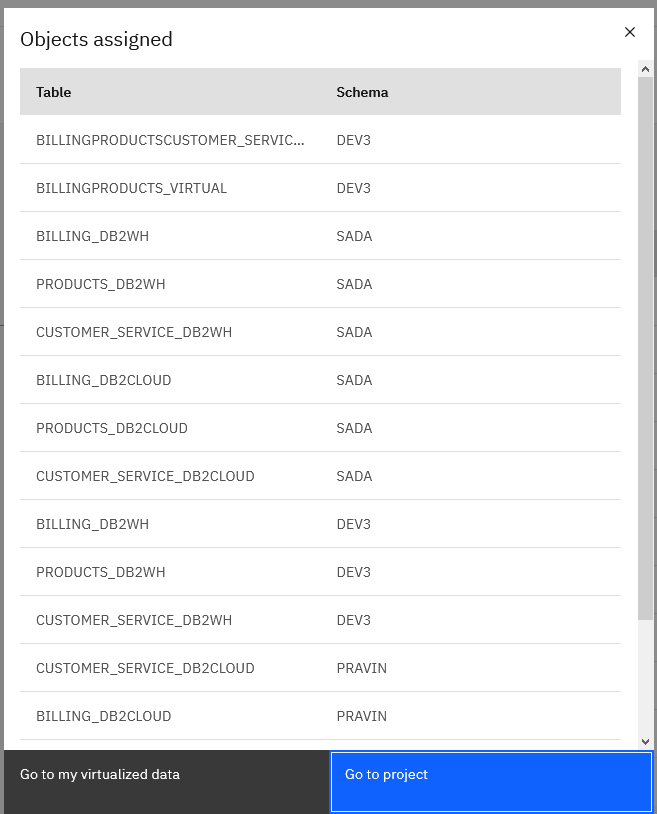 Objects assigned
Table Schema
BILLINGPRODUCTSCUSTOMER_SERVIC... DEV3
BILLINGPRODUCTS_VIRTUAL DEV3
BILLING_DB2WH SADA
PRODUCTS_DB2WH SADA
CUSTOMER_SERVICE_DB2WH SADA
BILLING_DB2CLOUD SADA
PRODUCTS_DB2CLOUD SADA
CUSTOMER_SERVICE_DB2CLOUD SADA
BILLING_DB2WH DEV3
PRODUCTS_DB2WH DEV3
CUSTOMER_SERVICE_DB2WH DEV3
CUSTOMER_SERVICE_DB2CLOUD PRAVIN
BILLING_DB2CLOUD PRAVIN
Go to my virtualized data Go to project